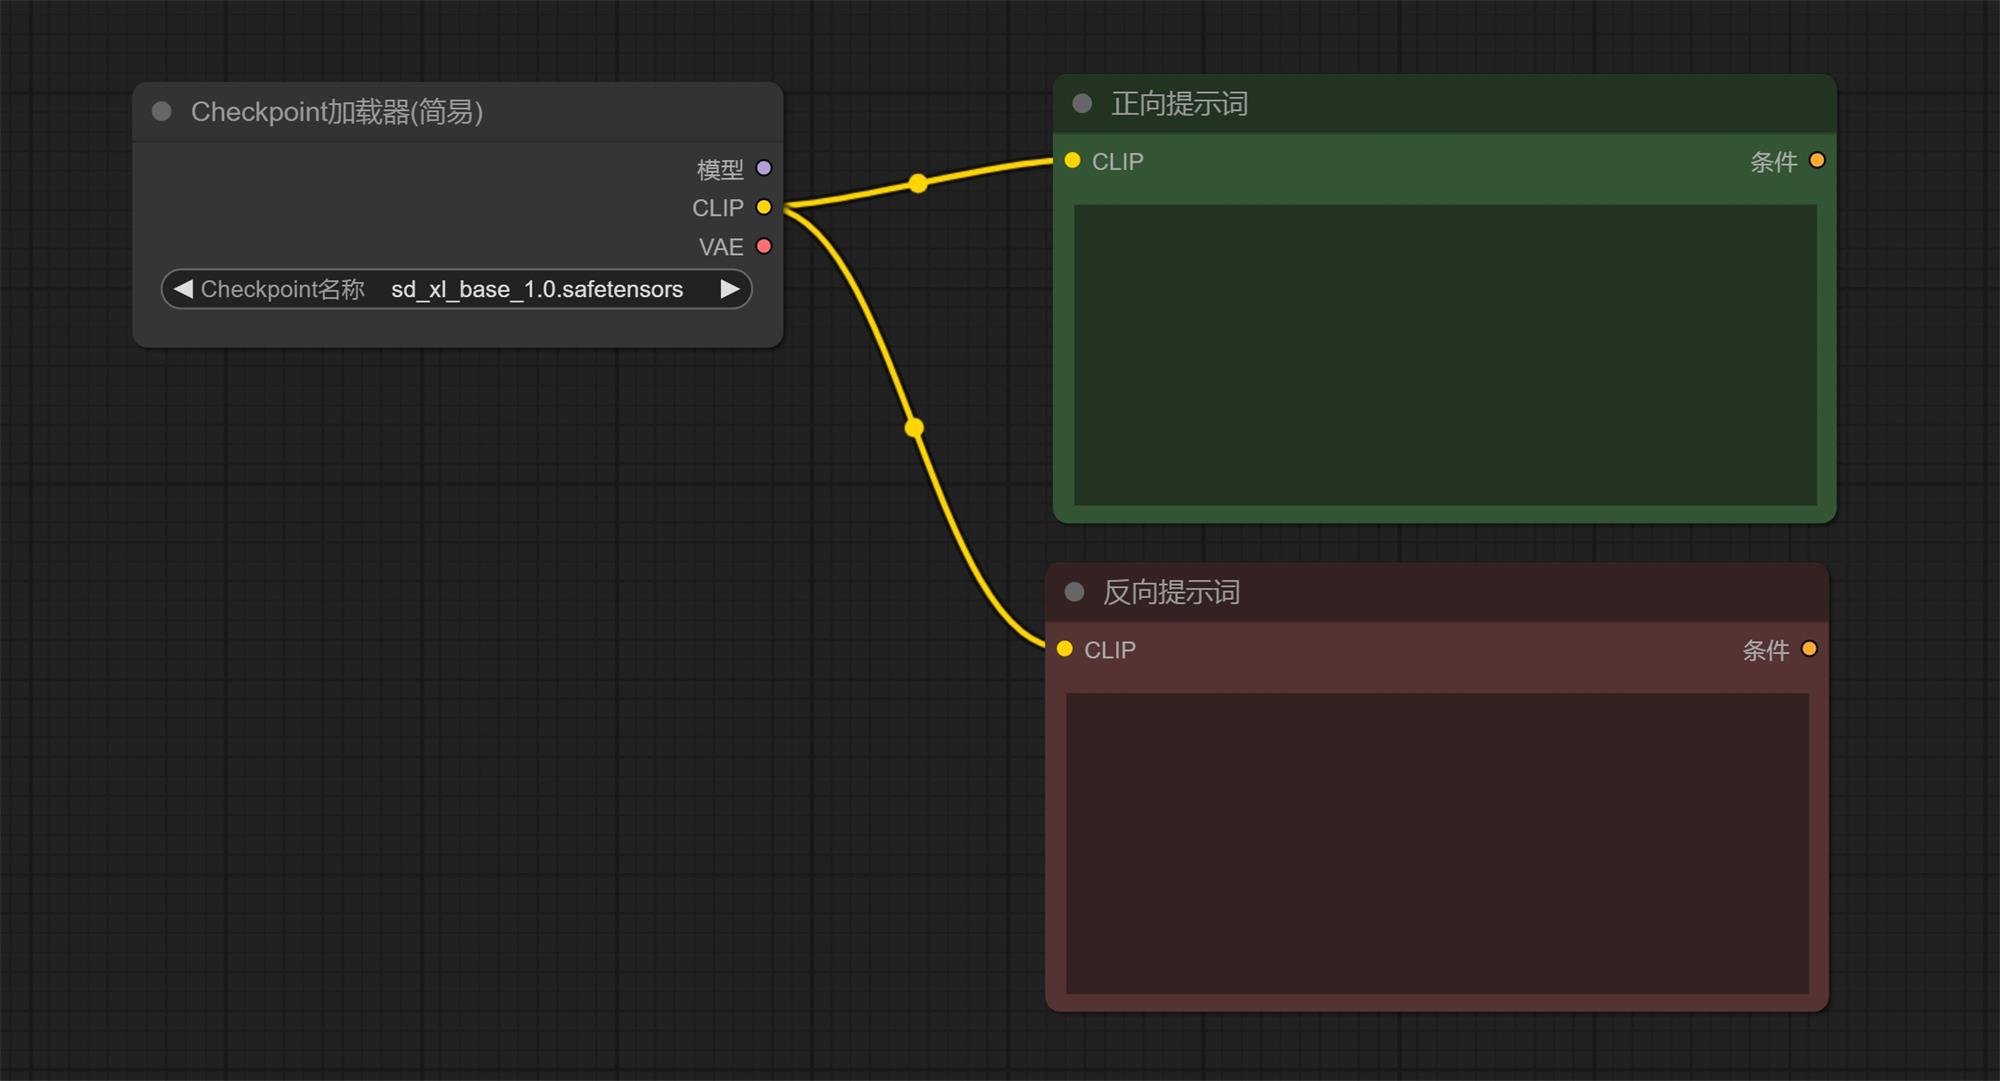 Checkpoint加载器(简易)
模型
CLIP
VAE
Checkpoint名称 sd_xl_base_1.0.safetensors
正向提示词
CLIP 条件
反向提示词
CLIP 条件